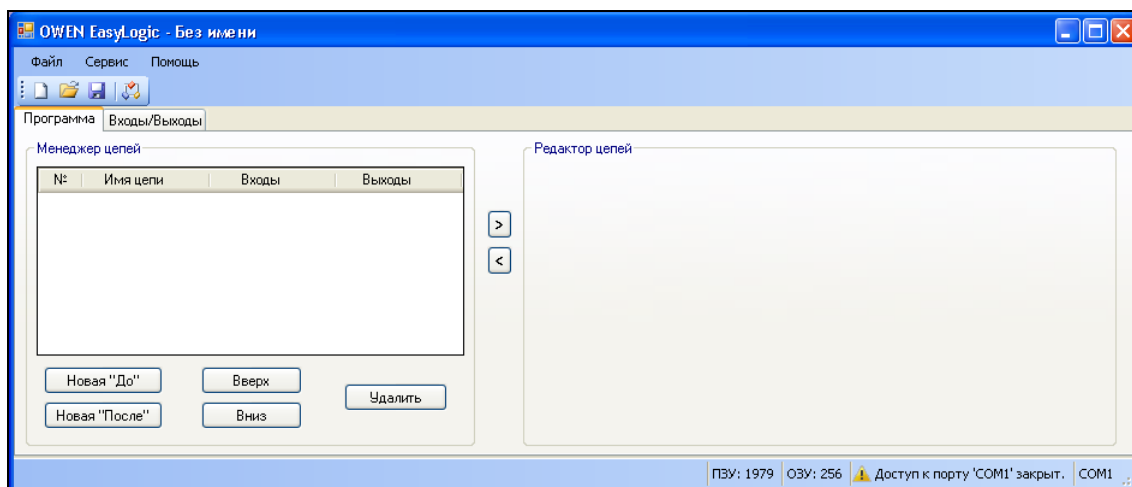 OWEN EasyLogic - Без имени
Файл Сервис Помощь
Программа Входы/Выходы
Менеджер цепей Редактор цепей
№ Имя цепи Входы Выходы
>
<
Новая "До" Вверх
Удалить
Новая "После" Вниз
ПЗУ: 1979 ОЗУ: 256 Доступ к порту 'COM1' закрыт. COM1